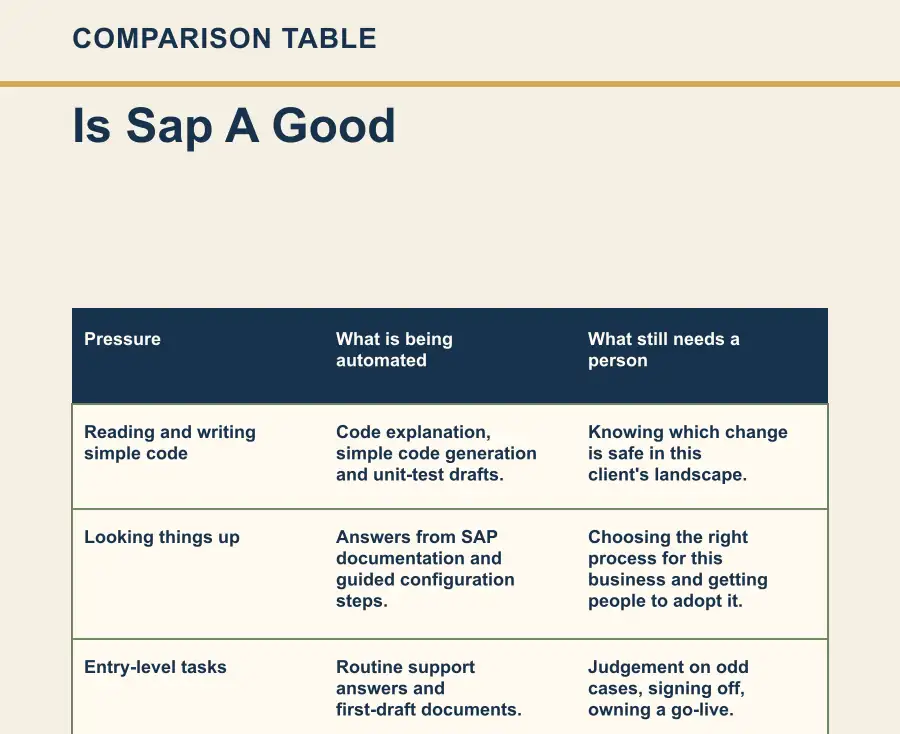 COMPARISON TABLE
Is Sap A Good
Pressure
What is being
automated
What still needs a
person
Reading and writing
simple code
Code explanation,
simple code generation
and unit-test drafts.
Knowing which change
is safe in this
client's landscape.
Looking things up
Answers from SAP
documentation and
guided configuration
steps.
Choosing the right
process for this
business and getting
people to adopt it.
Entry-level tasks
Routine support
answers and
first-draft documents.
Judgement on odd
cases, signing off,
owning a go-live.